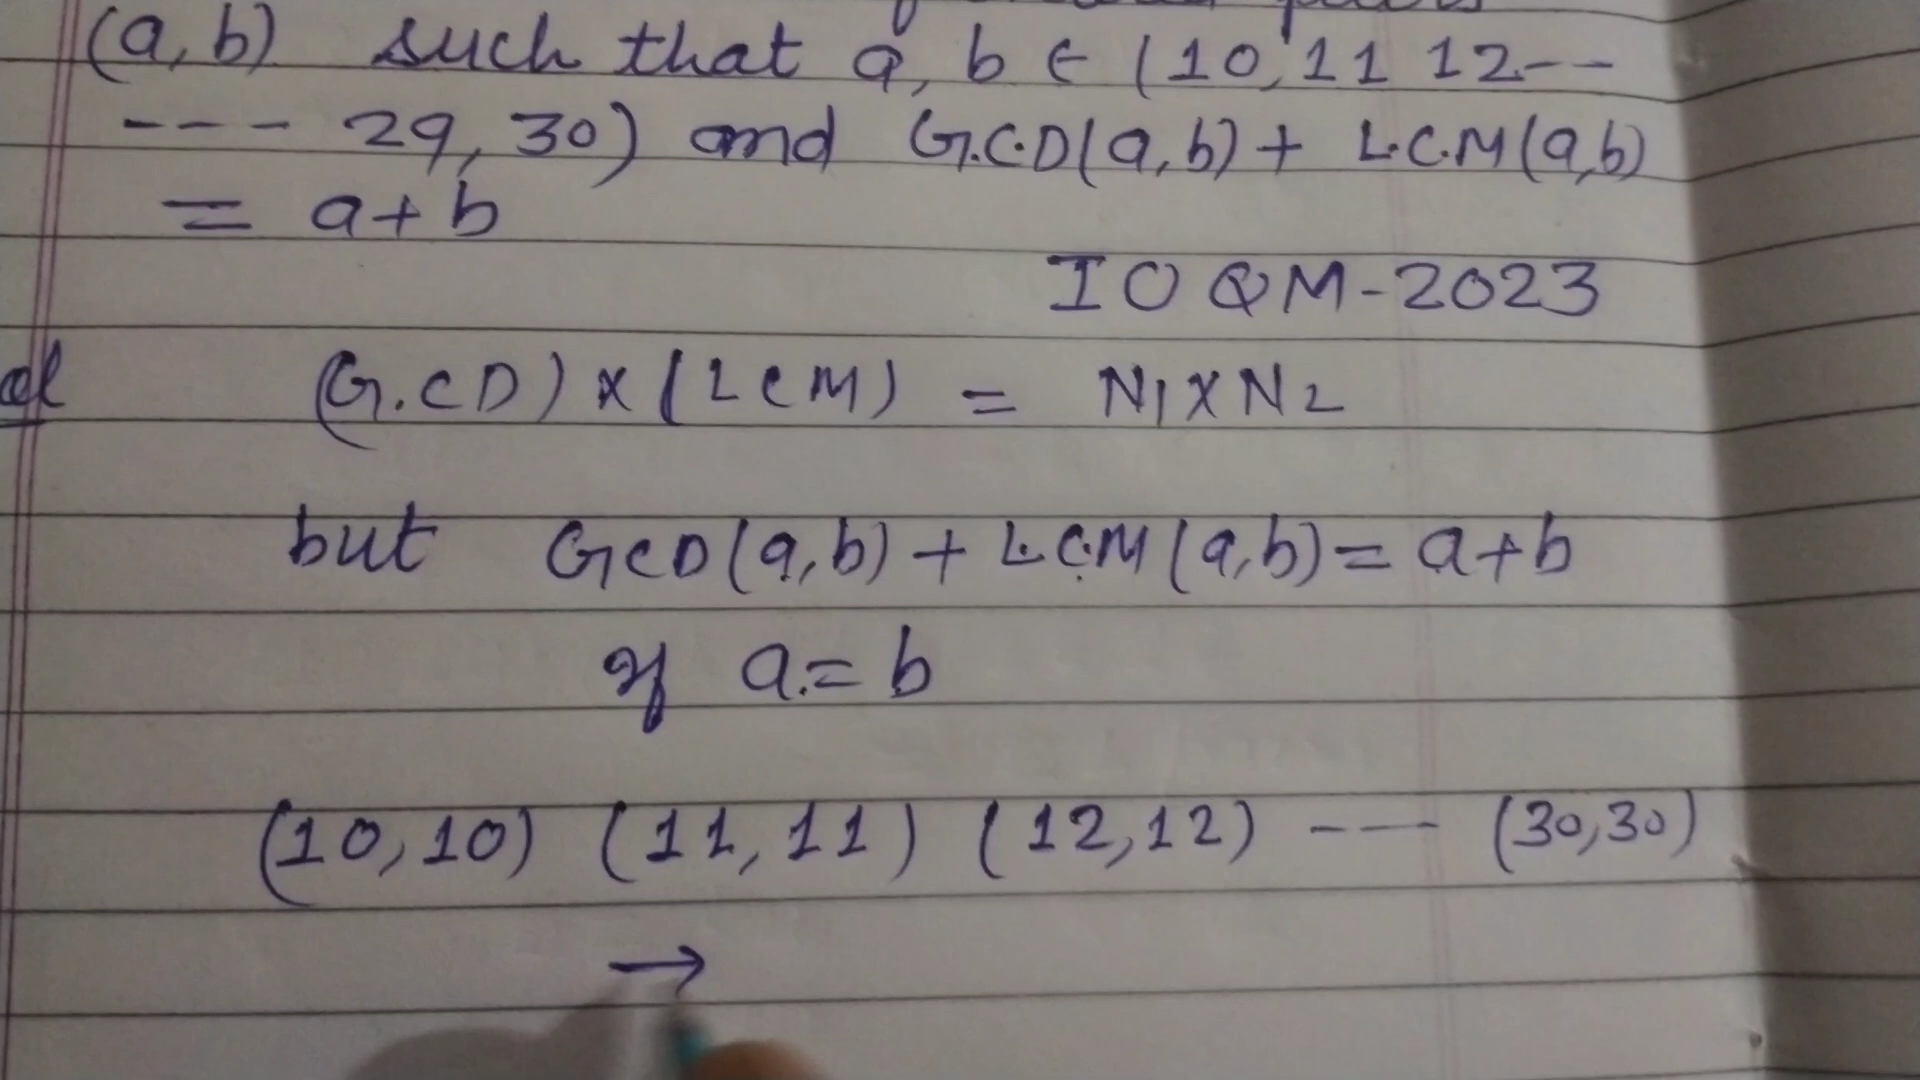 (a, b) such that a, b ∈ (10, 11 12 --
---- 29, 30) and G.C.D(a, b) + L.C.M(a,b)
= a+b
IOQM-2023
(G.CD) × (LCM) = N1×N2
but GCD(a,b) + L.C.M(a,b) = a+b
if a = b
(10,10) (11,11) (12,12) --- (30,30)
→